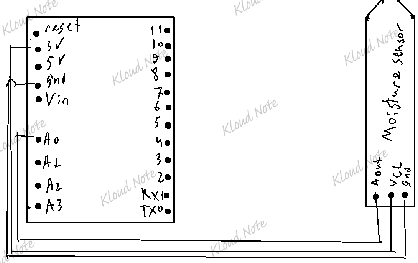 reset
3V
5V
gnd
Vin
A0
A1
A2
A3
11
10
9
8
7
6
5
4
3
2
RX1
TX0
Moisture sensor
Aout
VCC
gnd
Kloud Note
Kloud Note
Kloud Note
Kloud Note
Kloud Note
Kloud Note
Kloud Note
Kloud Note